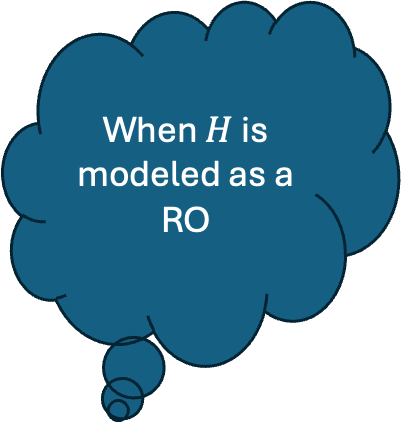 When H is
modeled as a
RO